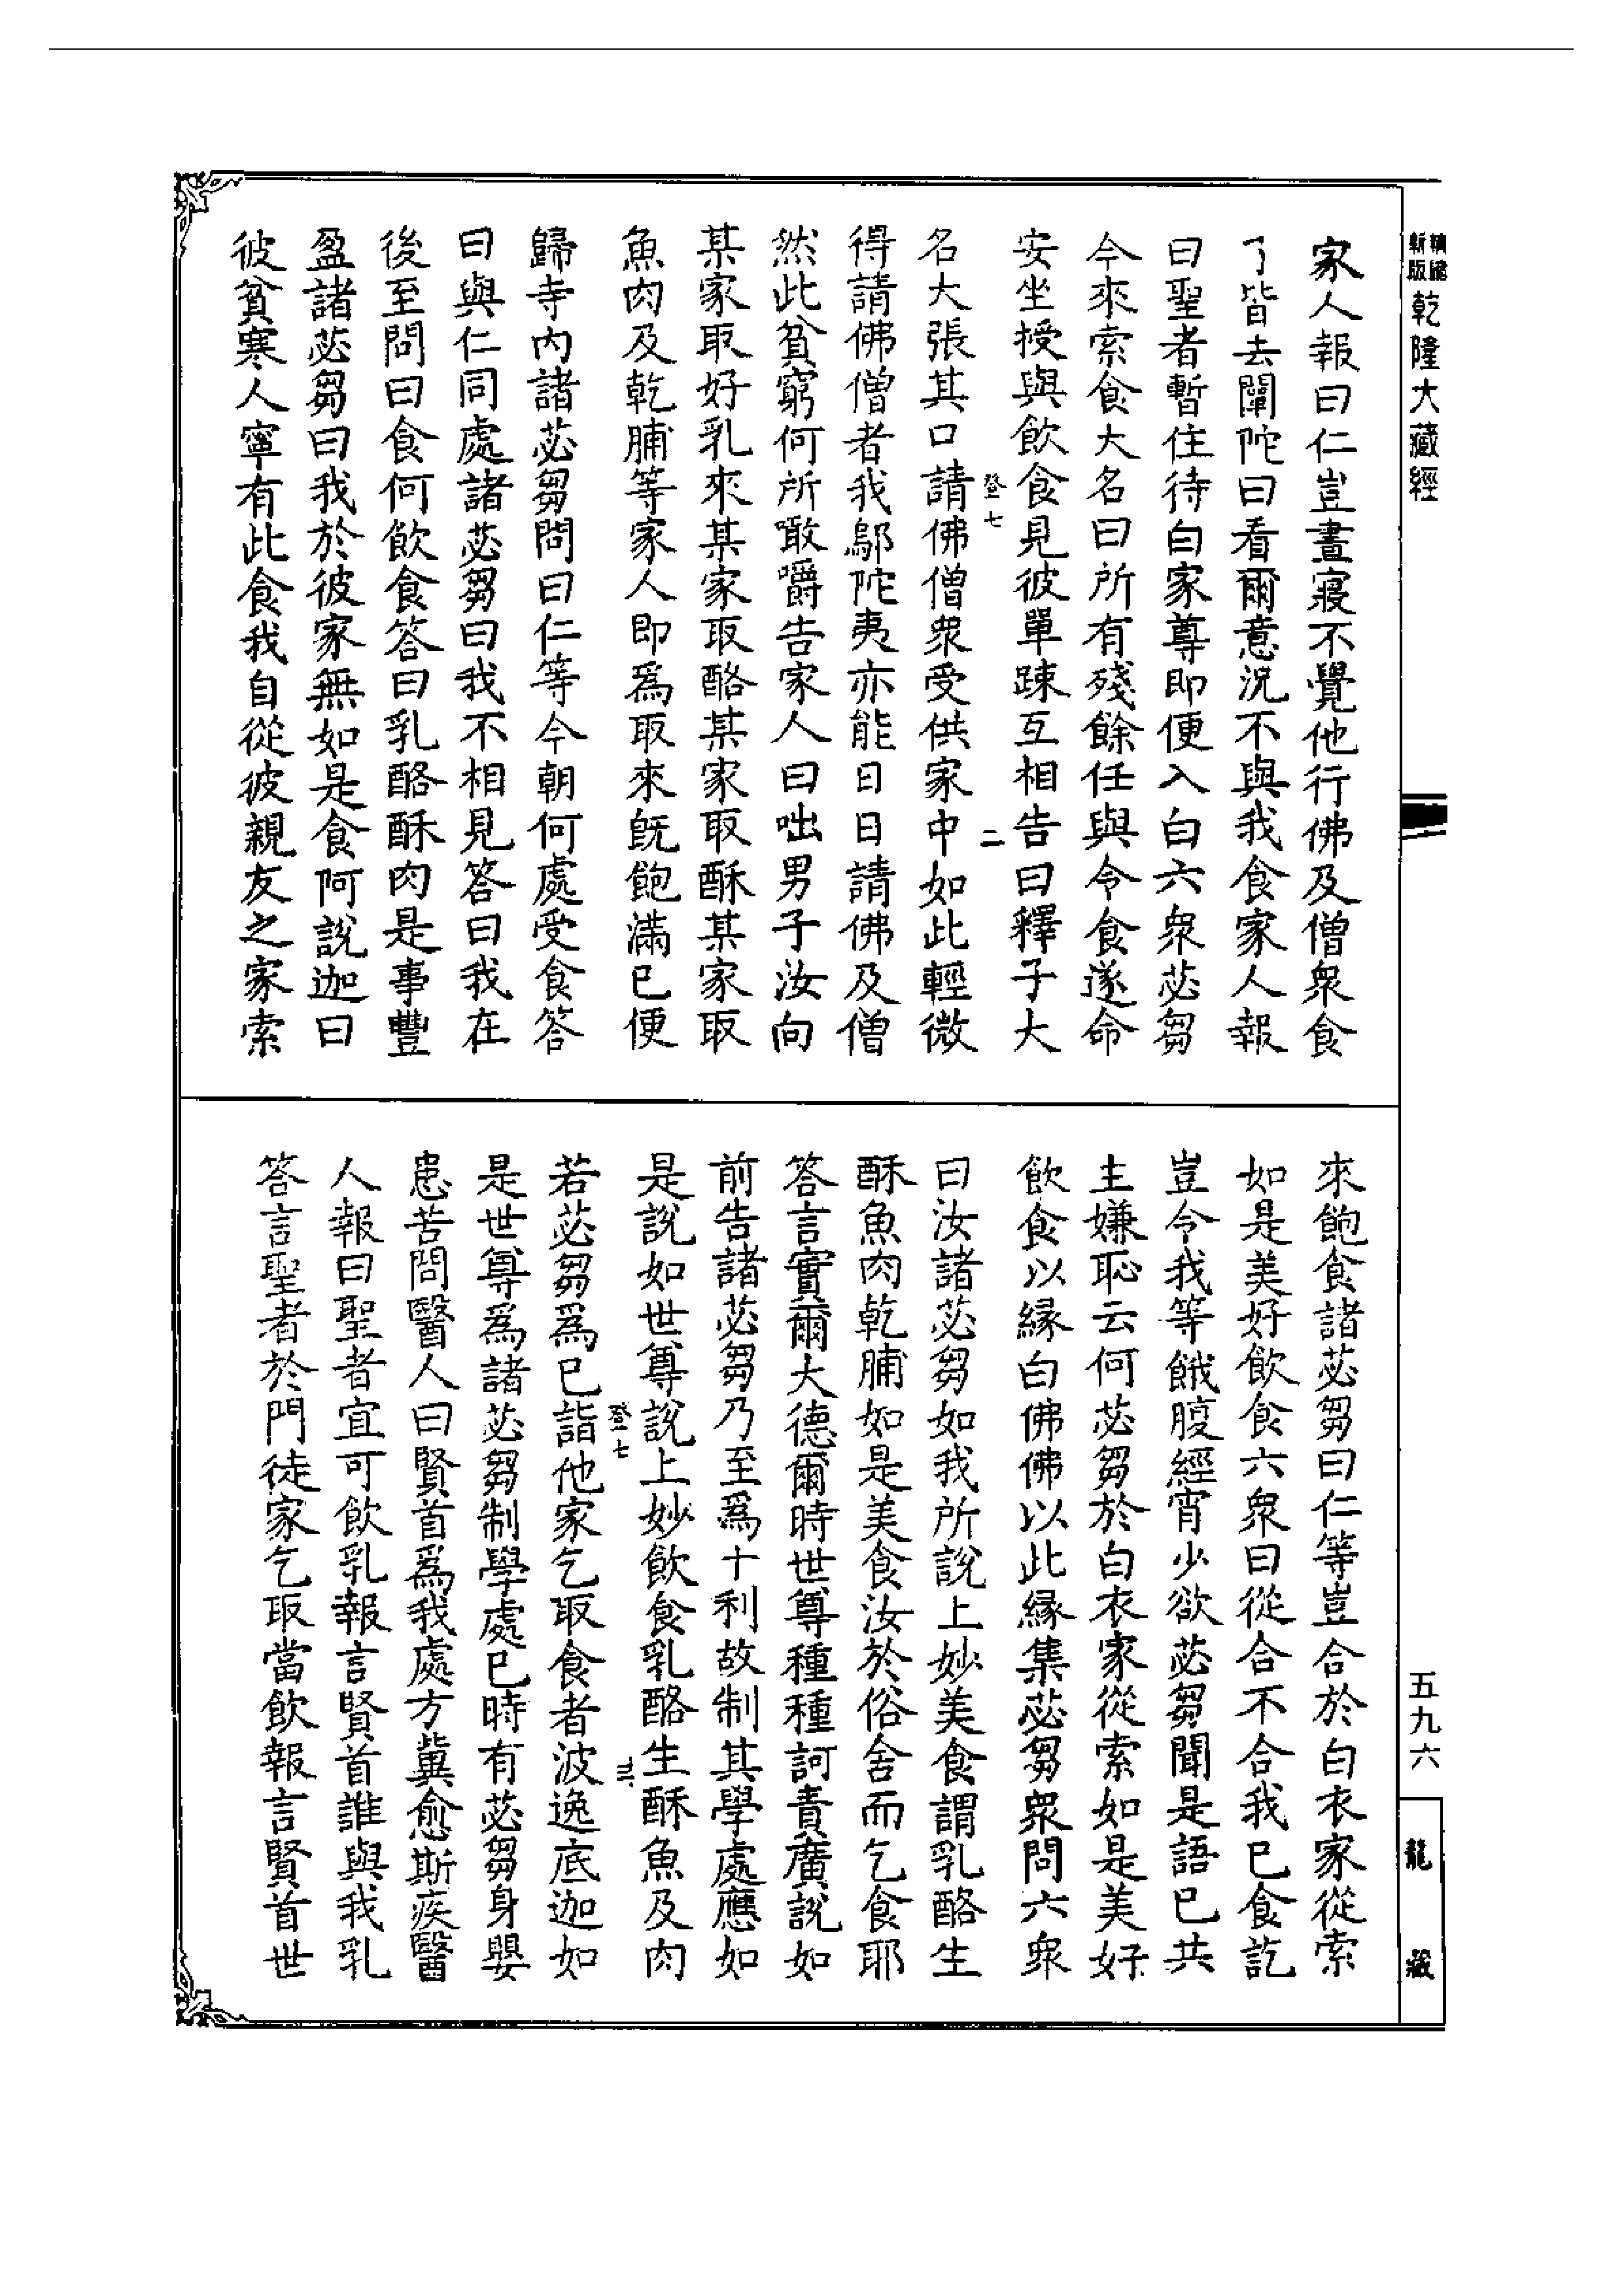 精縮新版
乾隆大藏經
家人報曰仁豈晝寢不覺他行佛及僧衆食
了皆去闡陀曰看爾意況不與我食家人報
曰聖者暫住待白家尊即便入白六衆苾芻
今來索食大名曰所有殘餘任與令食遂命
安坐授與飲食見彼單踈互相告曰釋子大
登七
二
名大張其口請佛僧衆受供家中如此輕微
得請佛僧者我鄔陀夷亦能日日請佛及僧
然此貧窮何所噉嚼告家人曰咄男子汝向
某家取好乳來某家取酪某家取酥某家取
魚肉及乾脯等家人即爲取來既飽滿已便
歸寺內諸苾芻問曰仁等今朝何處受食答
曰與仁同處諸苾芻曰我不相見答曰我在
後至問曰食何飲食答曰乳酪酥肉是事豐
盈諸苾芻曰我於彼家無如是食阿說迦曰
彼貧寒人寧有此食我自從彼親友之家索
來飽食諸苾芻曰仁等豈合於白衣家從索
如是美好飲食六衆曰從合不合我已食訖
豈令我等餓腹經宵少欲苾芻聞是語已共
主嫌恥云何苾芻於白衣家從索如是美好
飲食以緣白佛佛以此緣集苾芻衆問六衆
曰汝諸苾芻如我所說上妙美食謂乳酪生
酥魚肉乾脯如是美食汝於俗舍而乞食耶
答言實爾大德爾時世尊種種訶責廣說如
前告諸苾芻乃至爲十利故制其學處應如
是說如世尊說上妙飲食乳酪生酥魚及肉
登七
三
若苾芻爲已詣他家乞取食者波逸底迦如
是世尊爲諸苾芻制學處已時有苾芻身嬰
患苦問醫人曰賢首爲我處方冀愈斯疾醫
人報曰聖者宜可飲乳報言賢首誰與我乳
答言聖者於門徒家乞取當飲報言賢首世
五九六
龍藏